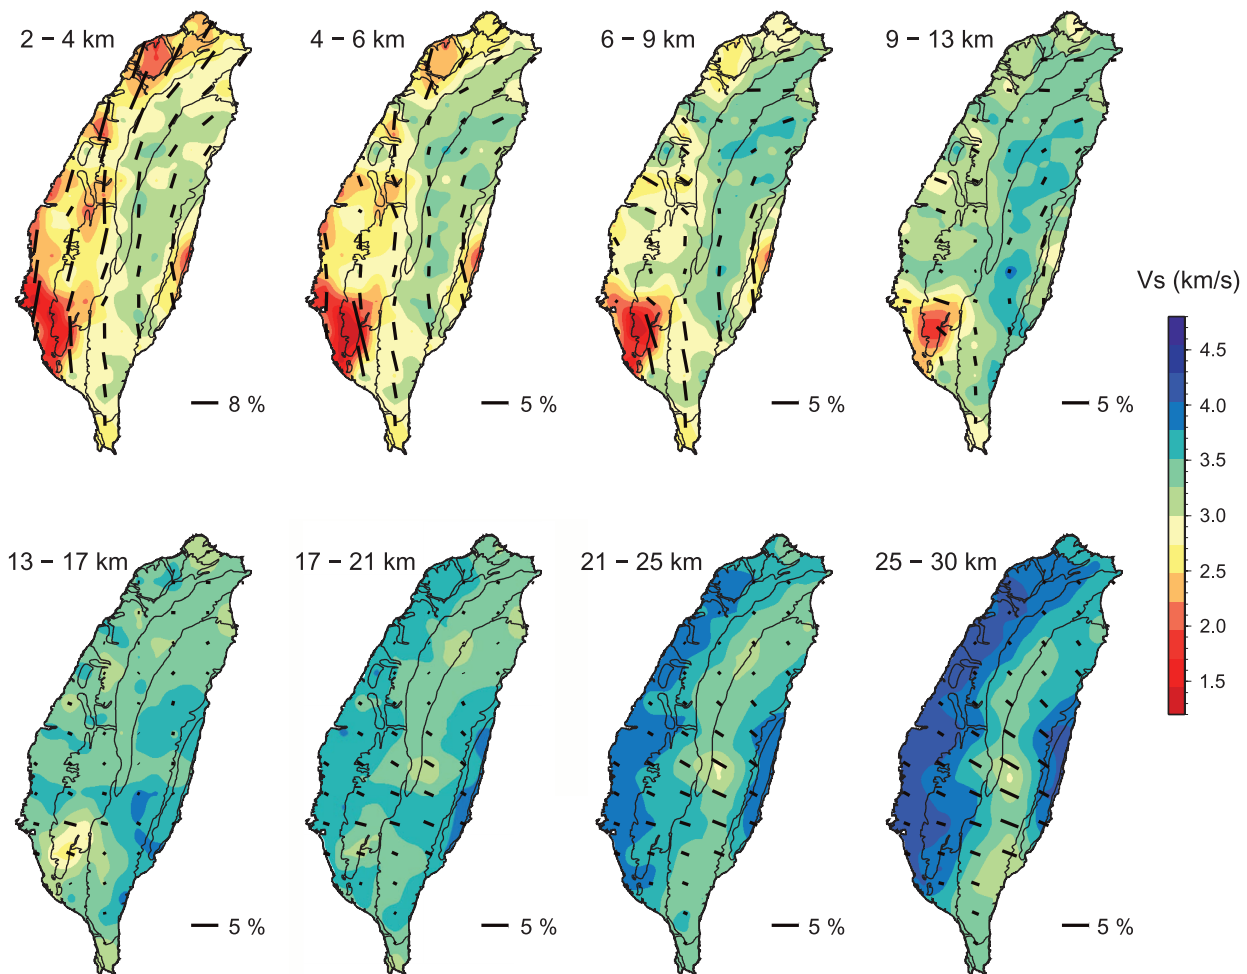 2 – 4 km
4 – 6 km
6 – 9 km
9 – 13 km
8 %
5 %
5 %
5 %
Vs (km/s)
4.5
4.0
3.5
3.0
2.5
2.0
1.5
13 – 17 km
17 – 21 km
21 – 25 km
25 – 30 km
5 %
5 %
5 %
5 %